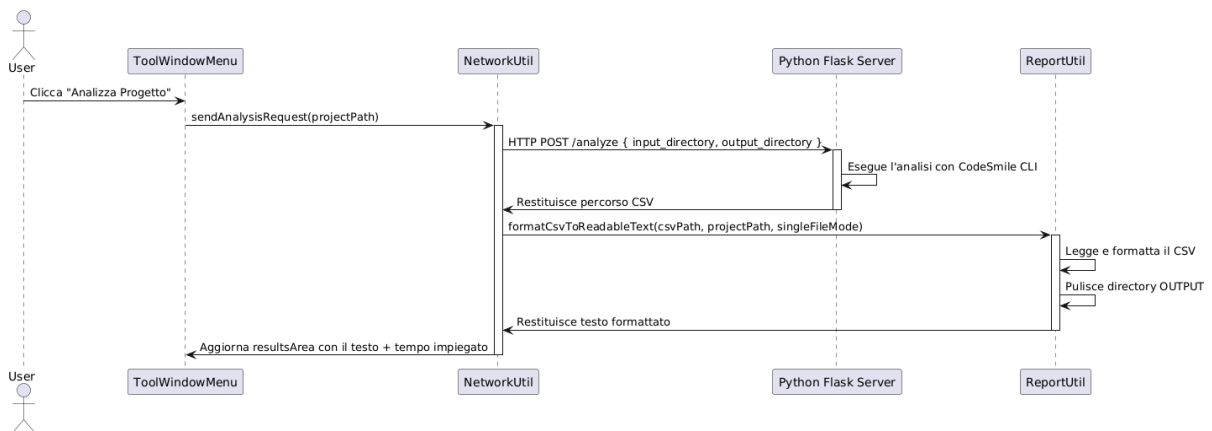 User
ToolWindowMenu
NetworkUtil
Python Flask Server
ReportUtil
Clicca "Analizza Progetto"
sendAnalysisRequest(projectPath)
HTTP POST /analyze { input_directory, output_directory }
Esegue l'analisi con CodeSmile CLI
Restituisce percorso CSV
formatCsvToReadableText(csvPath, projectPath, singleFileMode)
Legge e formatta il CSV
Pulisce directory OUTPUT
Restituisce testo formattato
Aggiorna resultsArea con il testo + tempo impiegato
User
ToolWindowMenu
NetworkUtil
Python Flask Server
ReportUtil